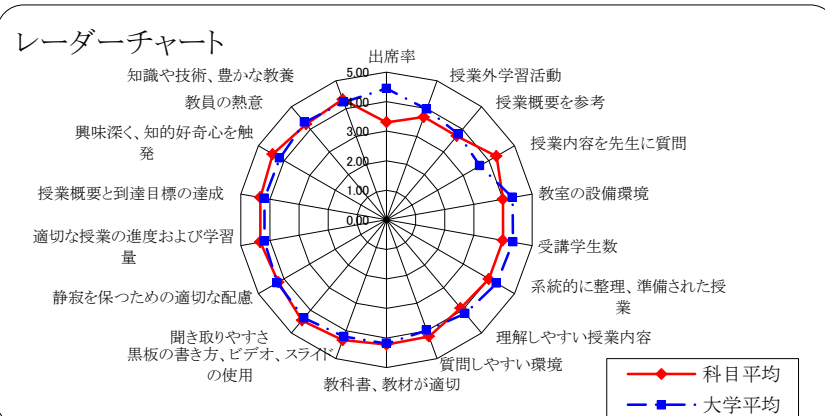 レーダーチャート
出席率
授業外学習活動
授業概要を参考
授業内容を先生に質問
教室の設備環境
受講学生数
系統的に整理、準備された授
業
理解しやすい授業内容
質問しやすい環境
教科書、教材が適切
黒板の書き方、ビデオ、スライド
の使用
聞き取りやすさ
静寂を保つための適切な配慮
適切な授業の進度および学習
量
授業概要と到達目標の達成
興味深く、知的好奇心を触
発
教員の熱意
知識や技術、豊かな教養
5.00
4.00
3.00
2.00
1.00
0.00
科目平均
大学平均